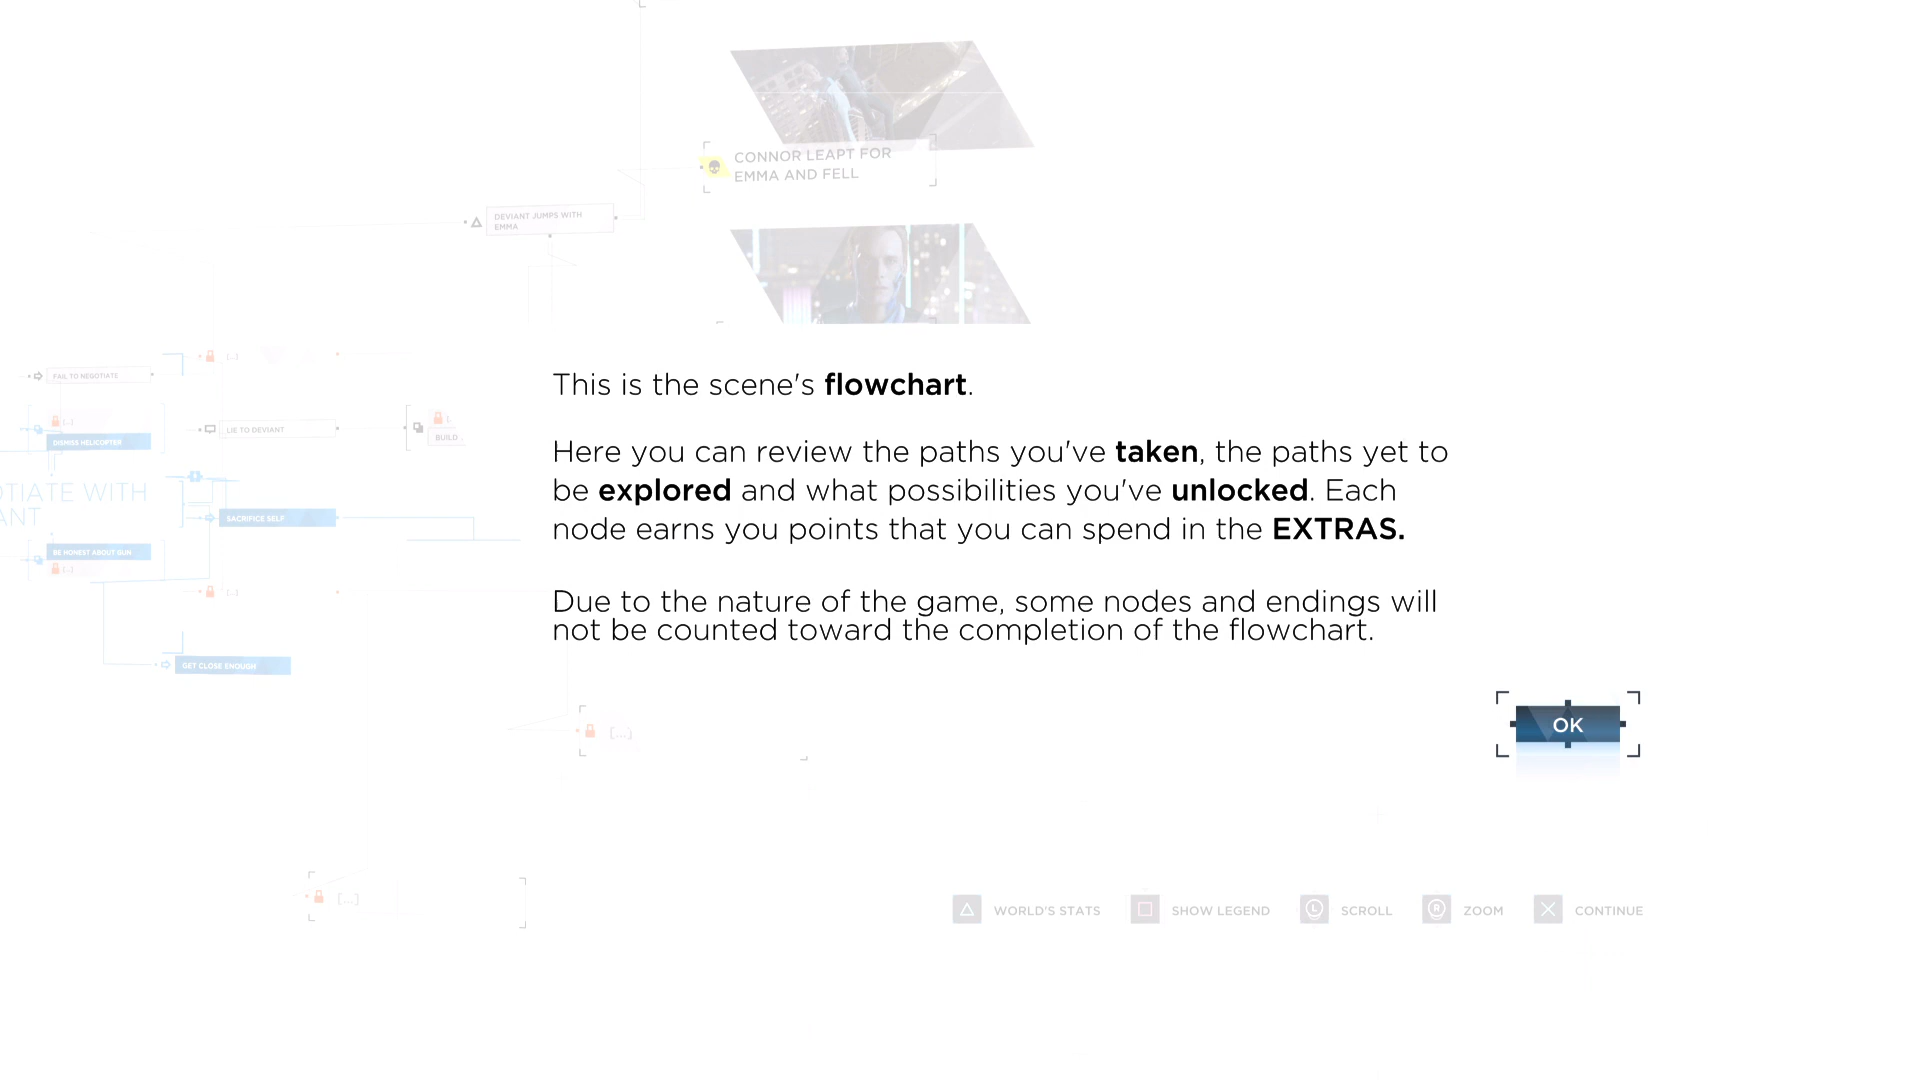 CONNOR LEAPT FOR
EMMA AND FELL
DEVIANT JUMPS WITH
EMMA
FAIL TO NEGOTIATE
[...]
[...]
DISMISS HELICOPTER
LIE TO DEVIANT
BUILD
OTIATE WITH
ANT
SACRIFICE SELF
BE HONEST ABOUT GUN
[...]
[...]
GET CLOSE ENOUGH
This is the scene's flowchart.
Here you can review the paths you've taken, the paths yet to
be explored and what possibilities you've unlocked. Each
node earns you points that you can spend in the EXTRAS.
Due to the nature of the game, some nodes and endings will
not be counted toward the completion of the flowchart.
OK
[...]
[...]
WORLD'S STATS
SHOW LEGEND
L
SCROLL
R
ZOOM
CONTINUE